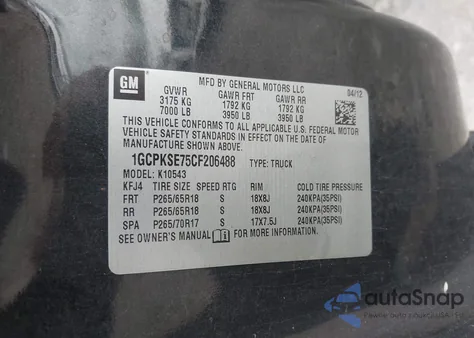 GM
MFD BY GENERAL MOTORS LLC
04/12
GVWR GAWR FRT GAWR RR
3175 KG 1792 KG 1792 KG
7000 LB 3950 LB 3950 LB
THIS VEHICLE CONFORMS TO ALL APPLICABLE U.S. FEDERAL MOTOR
VEHICLE SAFETY STANDARDS IN EFFECT ON THE DATE OF
MANUFACTURE SHOWN ABOVE.
1GCPKSE75CF206488 TYPE: TRUCK
MODEL: K10543
KFJ4 TIRE SIZE SPEED RTG RIM COLD TIRE PRESSURE
FRT P265/65R18 S 18X8J 240KPA(35PSI)
RR P265/65R18 S 18X8J 240KPA(35PSI)
SPA P265/70R17 S 17X7.5J 240KPA(35PSI)
SEE OWNER'S MANUAL FOR ADDITIONAL INFORMATION.
autoSnap